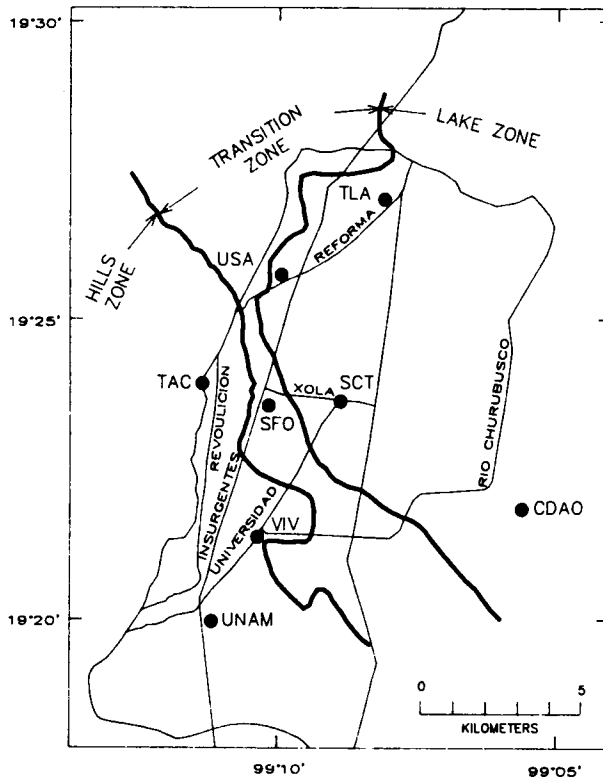 19°30'
TRANSITION
ZONE
LAKE ZONE
HILLS
ZONE
TLA
REFORMA
USA
19°25'
TAC
REVOULICION
XOLA
SCT
SFO
RIO CHURUBUSCO
INSURGENTES
UNIVERSIDAD
VIV
CDAO
19°20'
UNAM
0 5
KILOMETERS
99°10' 99°05'